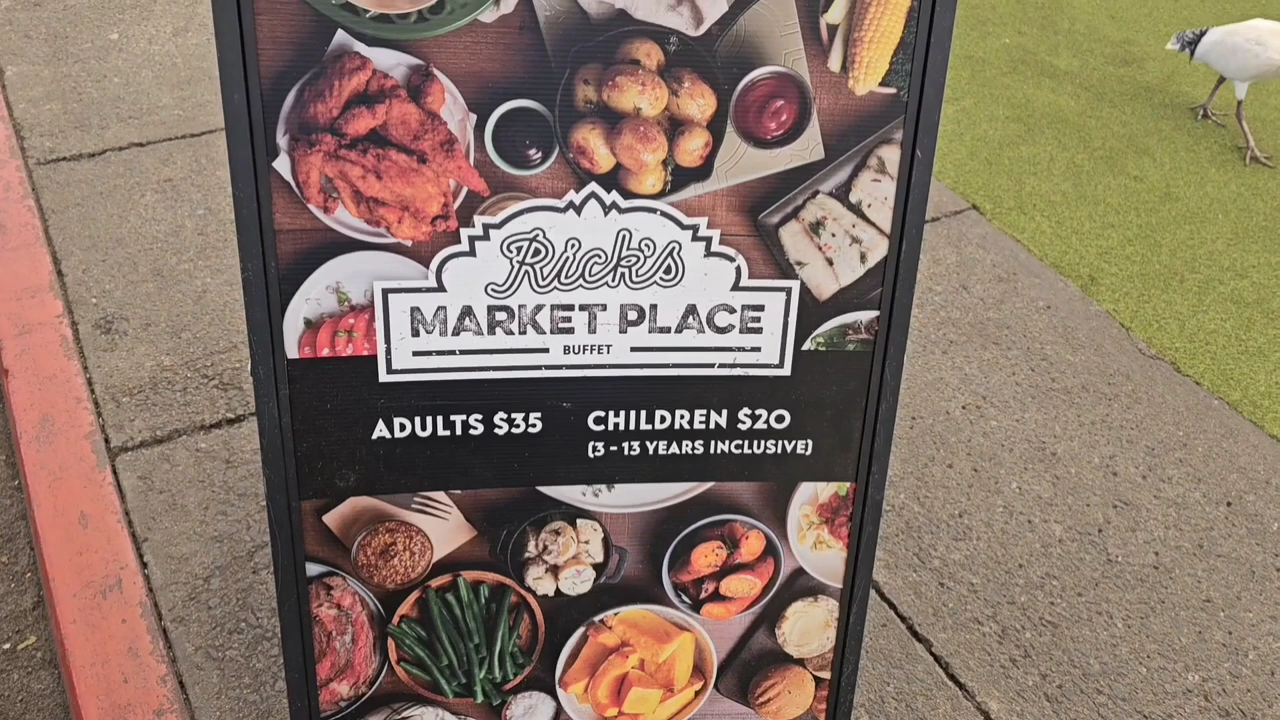 Rick's
MARKET PLACE
BUFFET
ADULTS $35
CHILDREN $20
(3 - 13 YEARS INCLUSIVE)